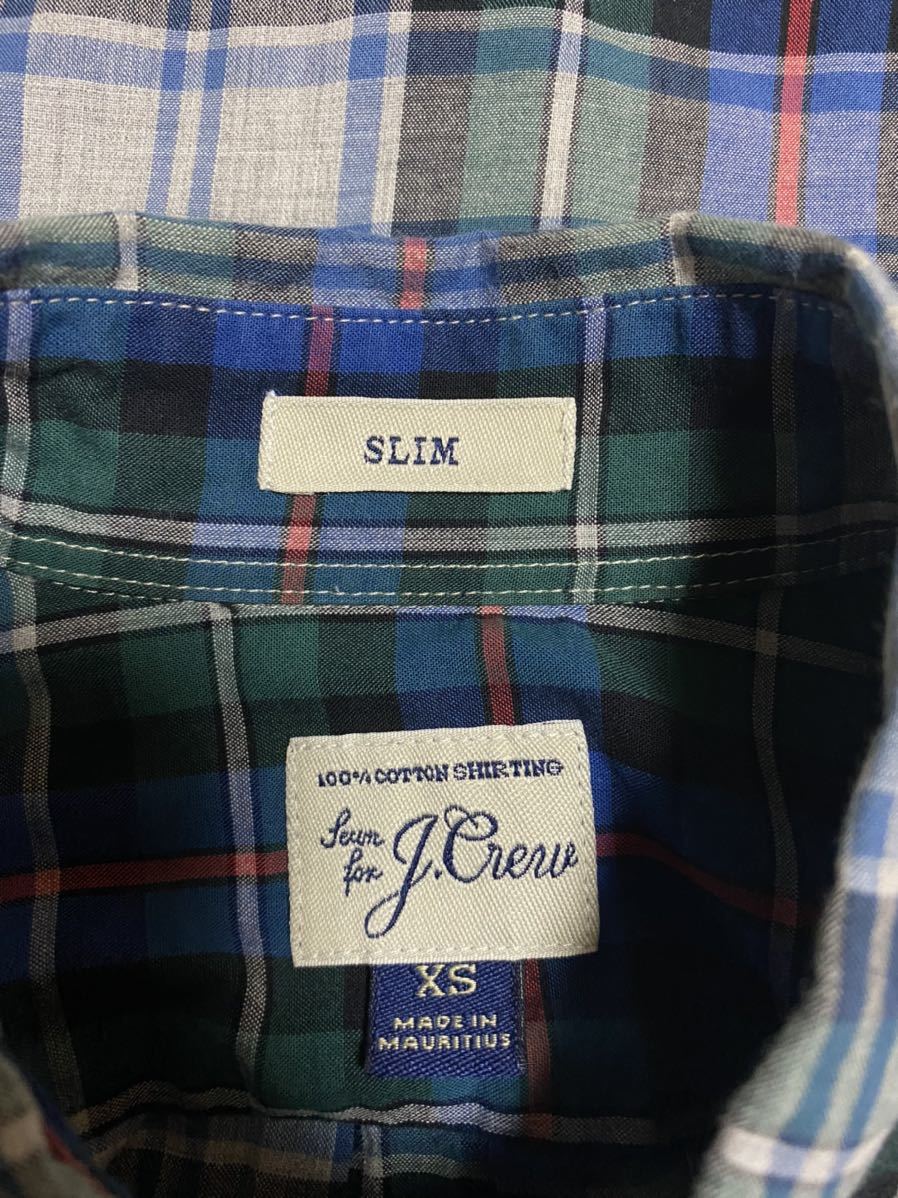 SLIM
100% COTTON SHIRTING
Sewn
for J.Crew
XS
MADE IN
MAURITIUS